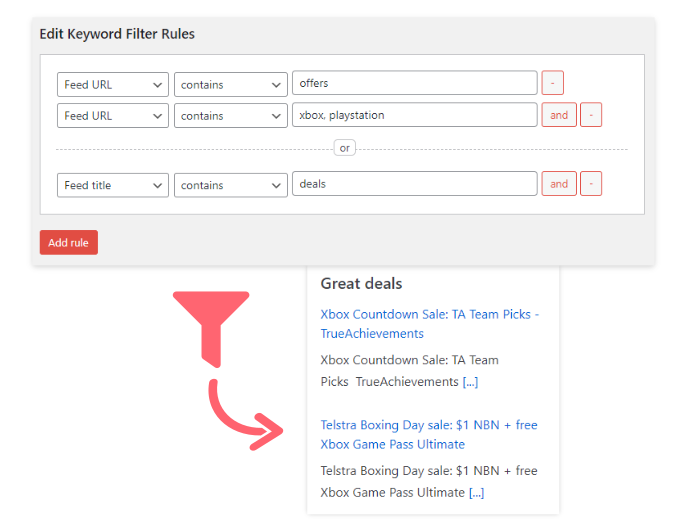 Edit Keyword Filter Rules
Feed URL contains offers -
Feed URL contains xbox, playstation and -
or
Feed title contains deals and -
Add rule
Great deals
Xbox Countdown Sale: TA Team Picks -
TrueAchievements
Xbox Countdown Sale: TA Team
Picks TrueAchievements [...]
Telstra Boxing Day sale: $1 NBN + free
Xbox Game Pass Ultimate
Telstra Boxing Day sale: $1 NBN + free
Xbox Game Pass Ultimate [...]